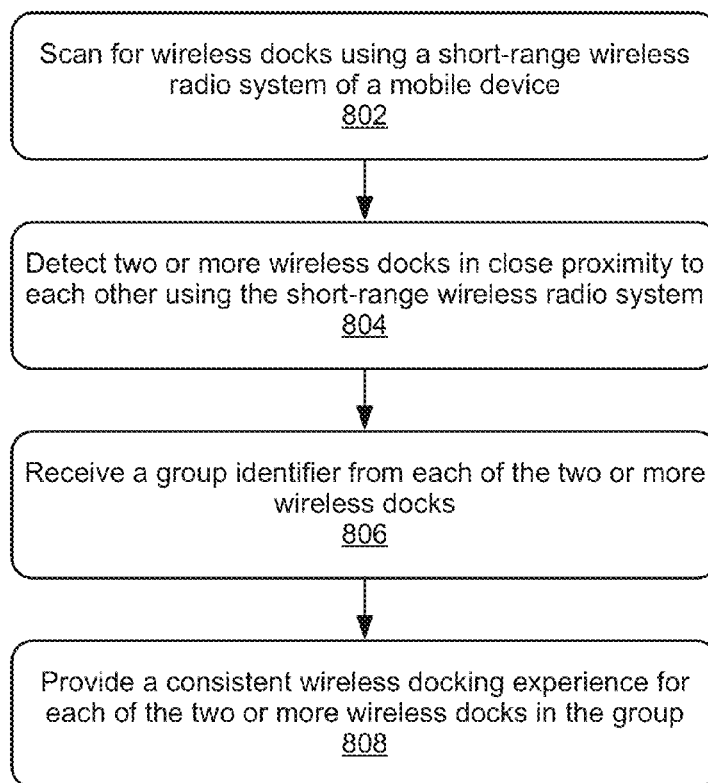 Scan for wireless docks using a short-range wireless
radio system of a mobile device
802
Detect two or more wireless docks in close proximity to
each other using the short-range wireless radio system
804
Receive a group identifier from each of the two or more
wireless docks
806
Provide a consistent wireless docking experience for
each of the two or more wireless docks in the group
808